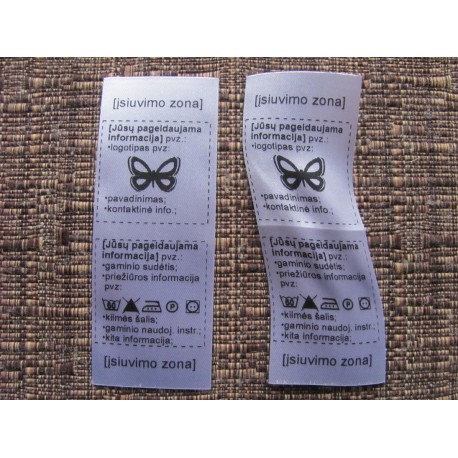 [įsiuvimo zona]
[Jūsų pageidaujama
informacija] pvz.:
•logotipas pvz:
•pavadinimas;
•kontaktinė info.;
[Jūsų pageidaujama
informacija] pvz:
•gaminio sudėtis;
•priežiūros informacija
pvz:
60 P
•kilmės šalis;
•gaminio naudoj. instr.;
•kita informacija;
[įsiuvimo zona]
[įsiuvimo zona]
[Jūsų pageidaujama
informacija] pvz.:
•logotipas pvz:
•pavadinimas;
•kontaktinė info.;
[Jūsų pageidaujama
informacija] pvz:
•gaminio sudėtis;
•priežiūros informacija
pvz:
60 P
•kilmės šalis;
•gaminio naudoj. instr.;
•kita informacija;
[įsiuvimo zona]